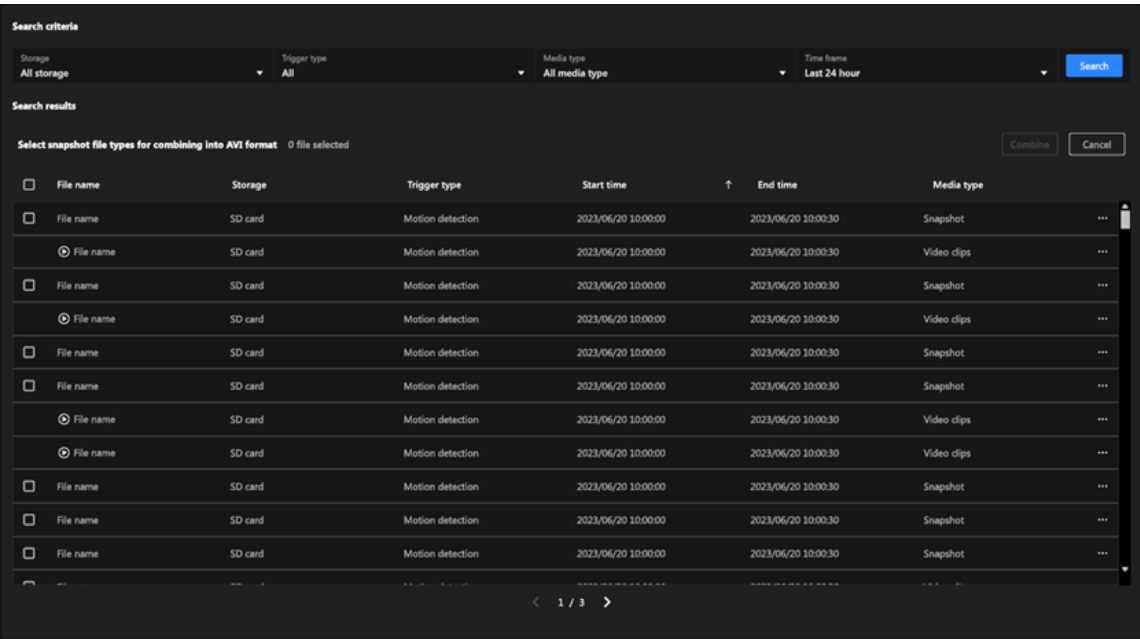 Search criteria
Storage Trigger type Media type Time frame
All storage All All media type Last 24 hour Search
Search results
Select snapshot file types for combining into AVI format 0 file selected Combine Cancel
File name Storage Trigger type Start time ↑ End time Media type
File name SD card Motion detection 2023/06/20 10:00:00 2023/06/20 10:00:30 Snapshot ...
File name SD card Motion detection 2023/06/20 10:00:00 2023/06/20 10:00:30 Video clips ...
File name SD card Motion detection 2023/06/20 10:00:00 2023/06/20 10:00:30 Snapshot ...
File name SD card Motion detection 2023/06/20 10:00:00 2023/06/20 10:00:30 Video clips ...
File name SD card Motion detection 2023/06/20 10:00:00 2023/06/20 10:00:30 Snapshot ...
File name SD card Motion detection 2023/06/20 10:00:00 2023/06/20 10:00:30 Snapshot ...
File name SD card Motion detection 2023/06/20 10:00:00 2023/06/20 10:00:30 Video clips ...
File name SD card Motion detection 2023/06/20 10:00:00 2023/06/20 10:00:30 Video clips ...
File name SD card Motion detection 2023/06/20 10:00:00 2023/06/20 10:00:30 Snapshot ...
File name SD card Motion detection 2023/06/20 10:00:00 2023/06/20 10:00:30 Snapshot ...
File name SD card Motion detection 2023/06/20 10:00:00 2023/06/20 10:00:30 Snapshot ...
< 1 / 3 >